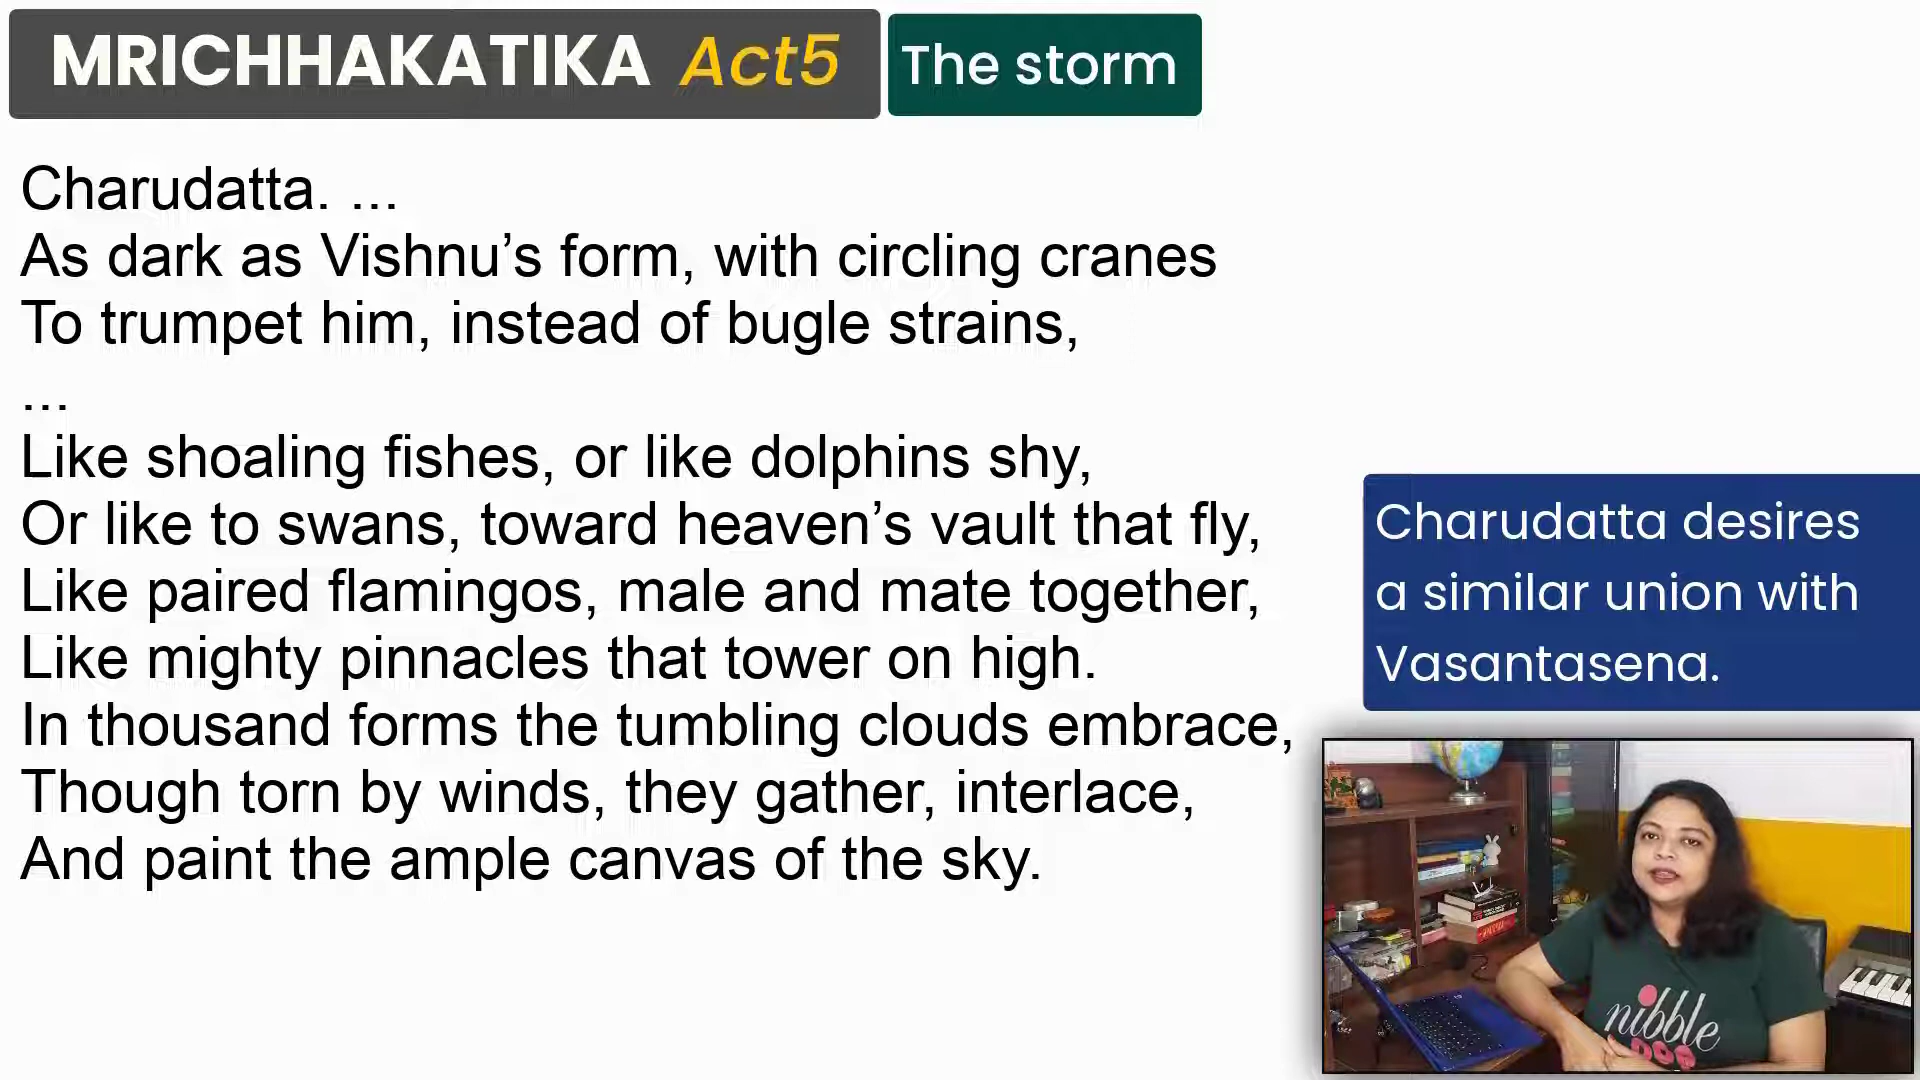 MRICHHAKATIKA Act5
The storm
Charudatta. ...
As dark as Vishnu’s form, with circling cranes
To trumpet him, instead of bugle strains,
...
Like shoaling fishes, or like dolphins shy,
Or like to swans, toward heaven’s vault that fly,
Like paired flamingos, male and mate together,
Like mighty pinnacles that tower on high.
In thousand forms the tumbling clouds embrace,
Though torn by winds, they gather, interlace,
And paint the ample canvas of the sky.
Charudatta desires
a similar union with
Vasantasena.
nibble